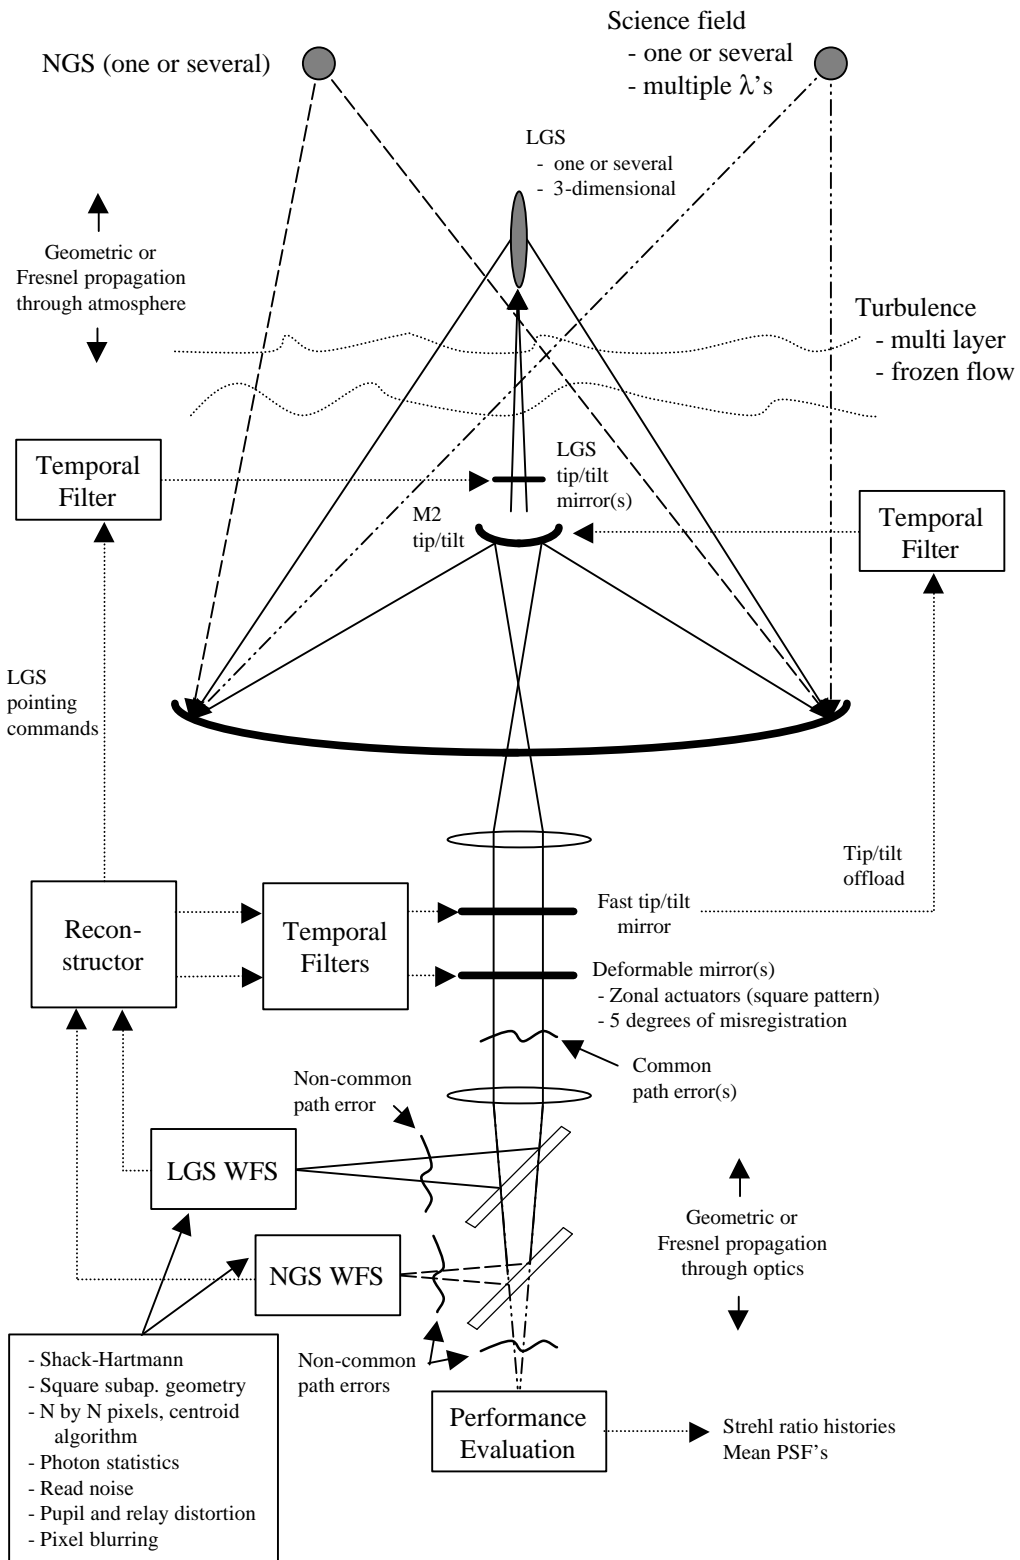 Science field
- one or several
- multiple λ's
NGS (one or several)
LGS
- one or several
- 3-dimensional
Geometric or
Fresnel propagation
through atmosphere
Turbulence
- multi layer
- frozen flow
Temporal
Filter
LGS
tip/tilt
mirror(s)
M2
tip/tilt
Temporal
Filter
LGS
pointing
commands
Tip/tilt
offload
Recon-
structor
Temporal
Filters
Fast tip/tilt
mirror
Deformable mirror(s)
- Zonal actuators (square pattern)
- 5 degrees of misregistration
Common
path error(s)
Non-common
path error
LGS WFS
Geometric or
Fresnel propagation
through optics
NGS WFS
Non-common
path errors
- Shack-Hartmann
- Square subap. geometry
- N by N pixels, centroid
algorithm
- Photon statistics
- Read noise
- Pupil and relay distortion
- Pixel blurring
Performance
Evaluation
Strehl ratio histories
Mean PSF's